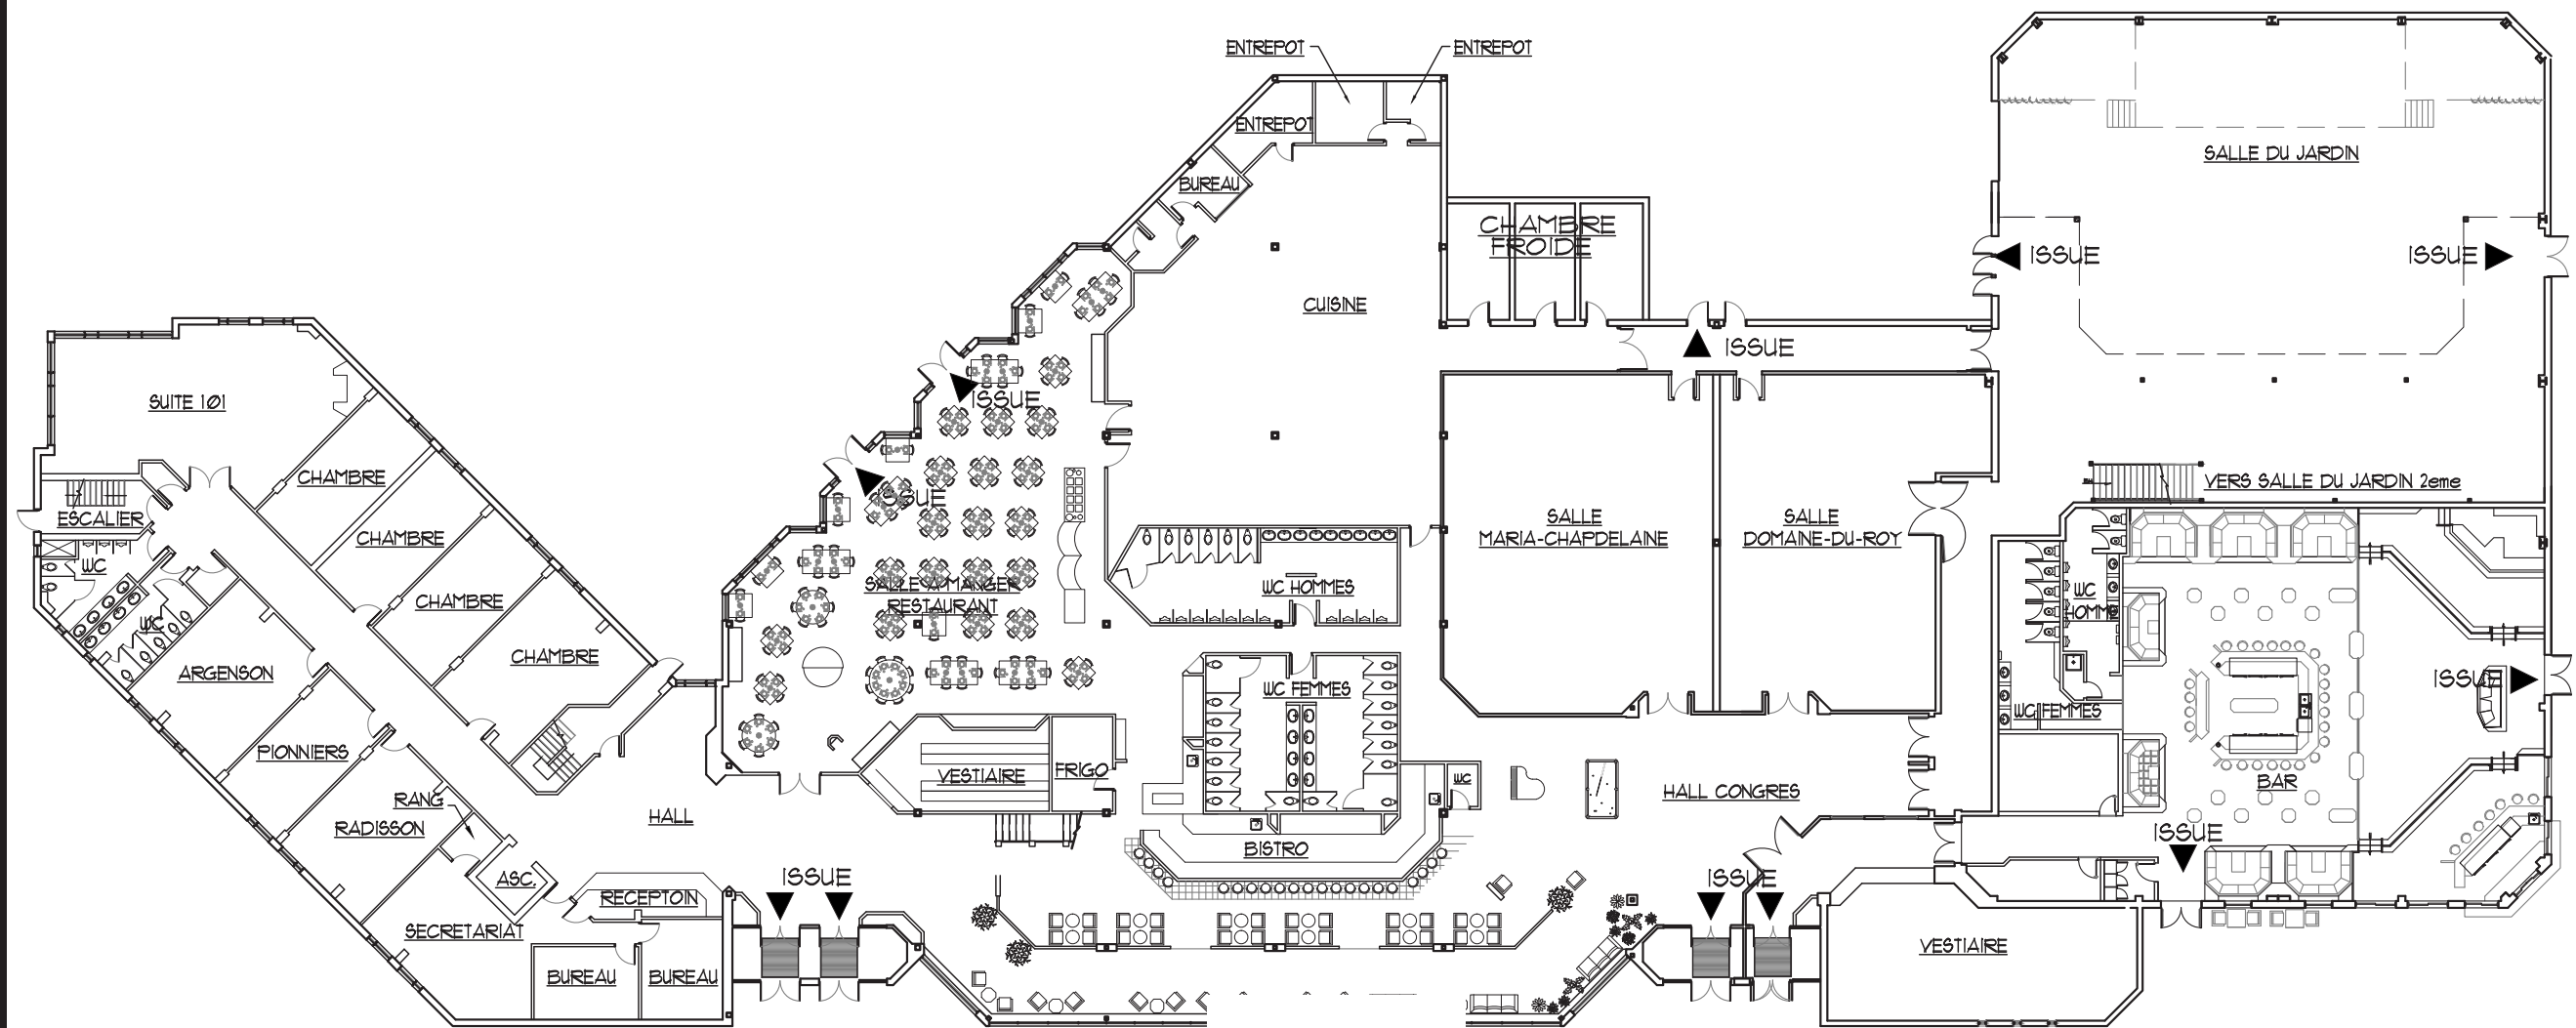 ENTREPOT
ENTREPOT
ENTREPOT
SALLE DU JARDIN
BUREAU
CHAMBRE
FROIDE
ISSUE
ISSUE
CUISINE
ISSUE
SUITE 101
ISSUE
CHAMBRE
VERS SALLE DU JARDIN 2eme
ISSUE
ESCALIER
SALLE
MARIA-CHAPDELAINE
SALLE
DOMAINE-DU-ROY
CHAMBRE
WC
WC HOMMES
SALLE A MANGER
RESTAURANT
WC
HOMMES
CHAMBRE
WC
CHAMBRE
ARGENSON
WC FEMMES
ISSUE
WC FEMMES
PIONNIERS
VESTIAIRE
FRIGO
WC
BAR
HALL CONGRES
RANG
RADISSON
HALL
ISSUE
BISTRO
ASC.
ISSUE
ISSUE
RECEPTOIN
SECRETARIAT
VESTIAIRE
BUREAU
BUREAU